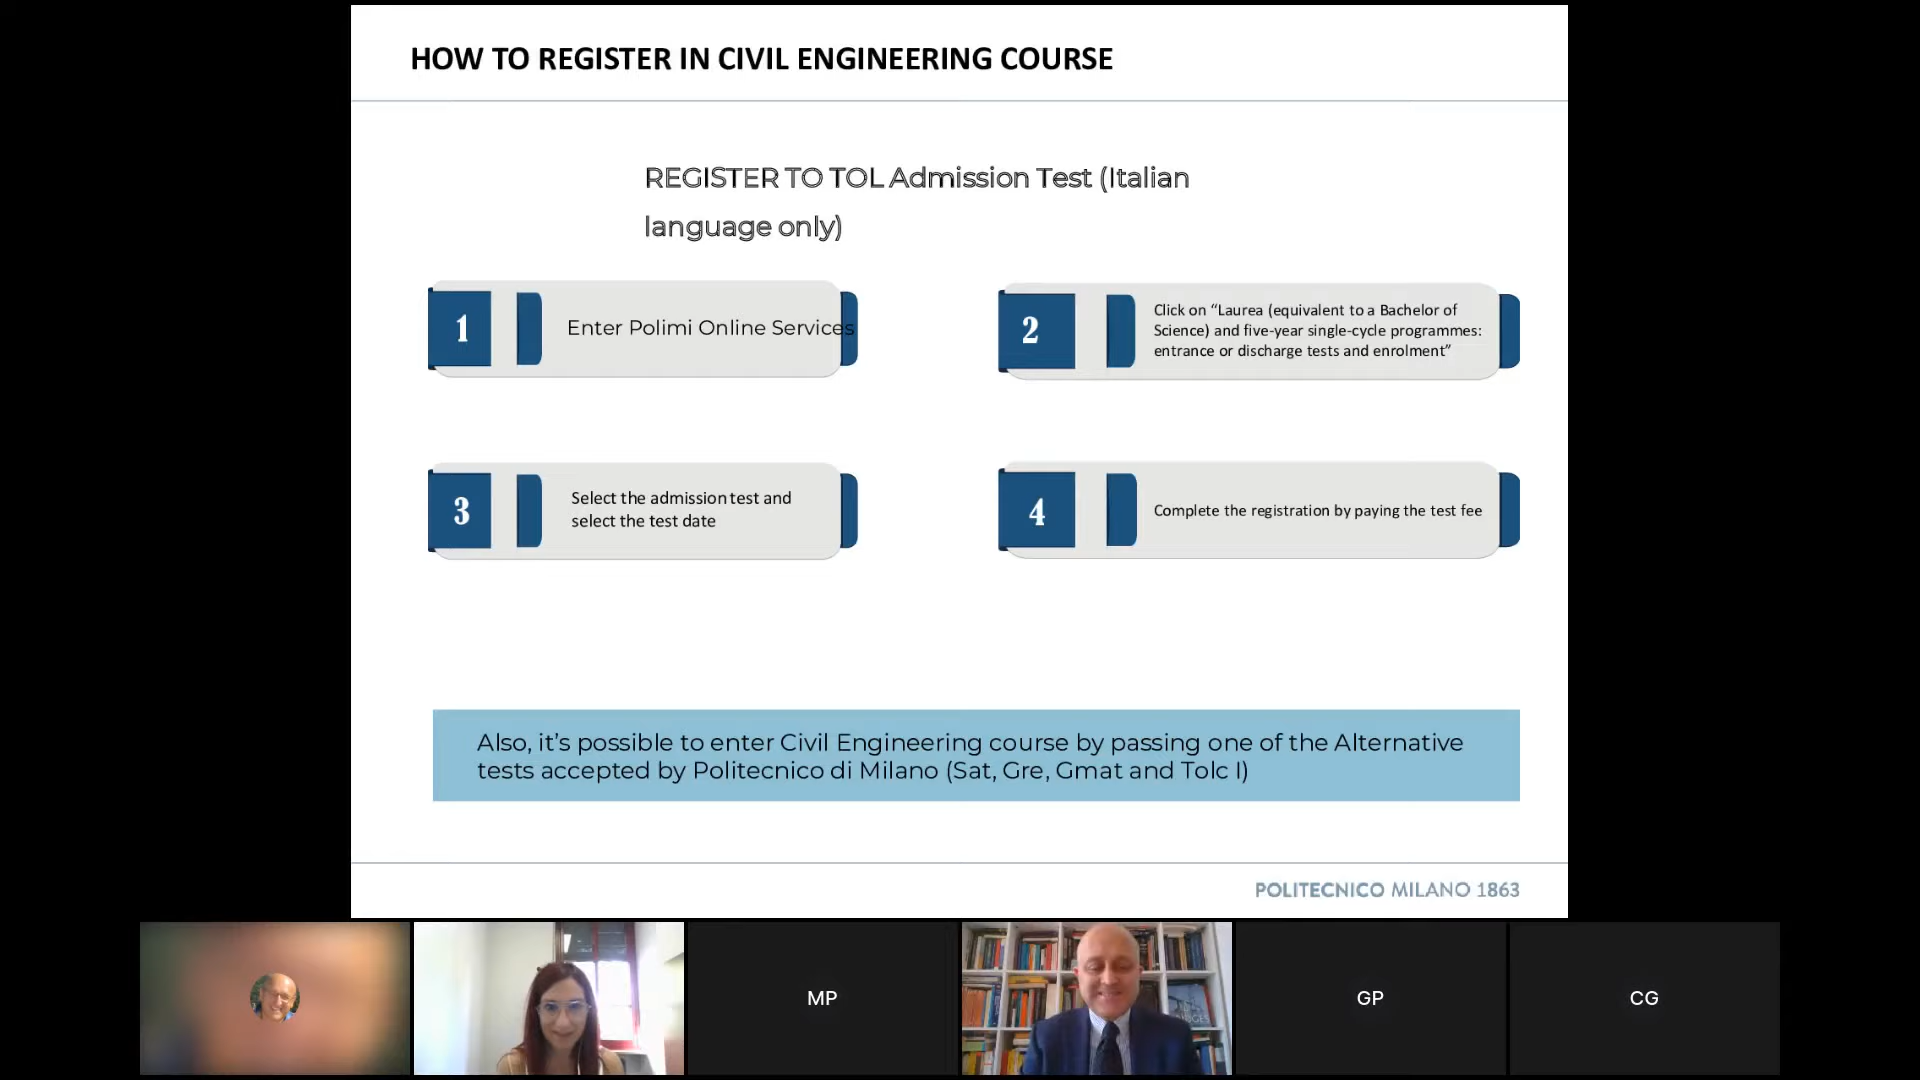 HOW TO REGISTER IN CIVIL ENGINEERING COURSE
REGISTER TO TOL Admission Test (Italian
language only)
1
Enter Polimi Online Services
2
Click on “Laurea (equivalent to a Bachelor of
Science) and five-year single-cycle programmes:
entrance or discharge tests and enrolment”
3
Select the admission test and
select the test date
4
Complete the registration by paying the test fee
Also, it’s possible to enter Civil Engineering course by passing one of the Alternative
tests accepted by Politecnico di Milano (Sat, Gre, Gmat and Tolc I)
POLITECNICO MILANO 1863
MP
GP
CG